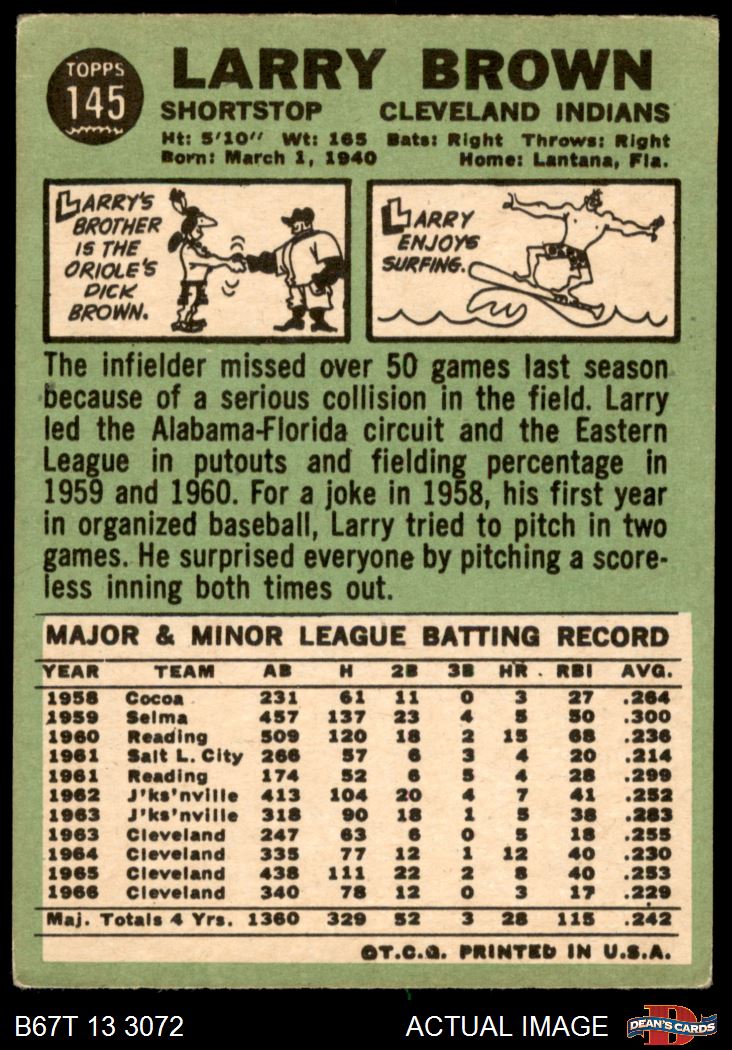 TOPPS
145
LARRY BROWN
SHORTSTOP CLEVELAND INDIANS
Ht: 5'10" Wt: 165 Bats: Right Throws: Right
Born: March 1, 1940 Home: Lantana, Fla.
LARRY'S
BROTHER
IS THE
ORIOLE'S
DICK
BROWN.
LARRY
ENJOYS
SURFING.
The infielder missed over 50 games last season
because of a serious collision in the field. Larry
led the Alabama-Florida circuit and the Eastern
League in putouts and fielding percentage in
1959 and 1960. For a joke in 1958, his first year
in organized baseball, Larry tried to pitch in two
games. He surprised everyone by pitching a score-
less inning both times out.
MAJOR & MINOR LEAGUE BATTING RECORD
YEAR TEAM AB H 2B 3B HR RBI AVG.
1958 Cocoa 231 61 11 0 3 27 .264
1959 Selma 457 137 23 4 5 50 .300
1960 Reading 509 120 18 2 15 68 .236
1961 Salt L. City 266 57 6 3 4 20 .214
1961 Reading 174 52 6 5 4 28 .299
1962 J'ks'nville 413 104 20 4 7 41 .252
1963 J'ks'nville 318 90 18 1 5 38 .283
1963 Cleveland 247 63 6 0 5 18 .255
1964 Cleveland 335 77 12 1 12 40 .230
1965 Cleveland 438 111 22 2 8 40 .253
1966 Cleveland 340 78 12 0 3 17 .229
Maj. Totals 4 Yrs. 1360 329 52 3 28 115 .242
©T.C.G. PRINTED IN U.S.A.
B67T 13 3072 ACTUAL IMAGE
DEAN'S CARDS